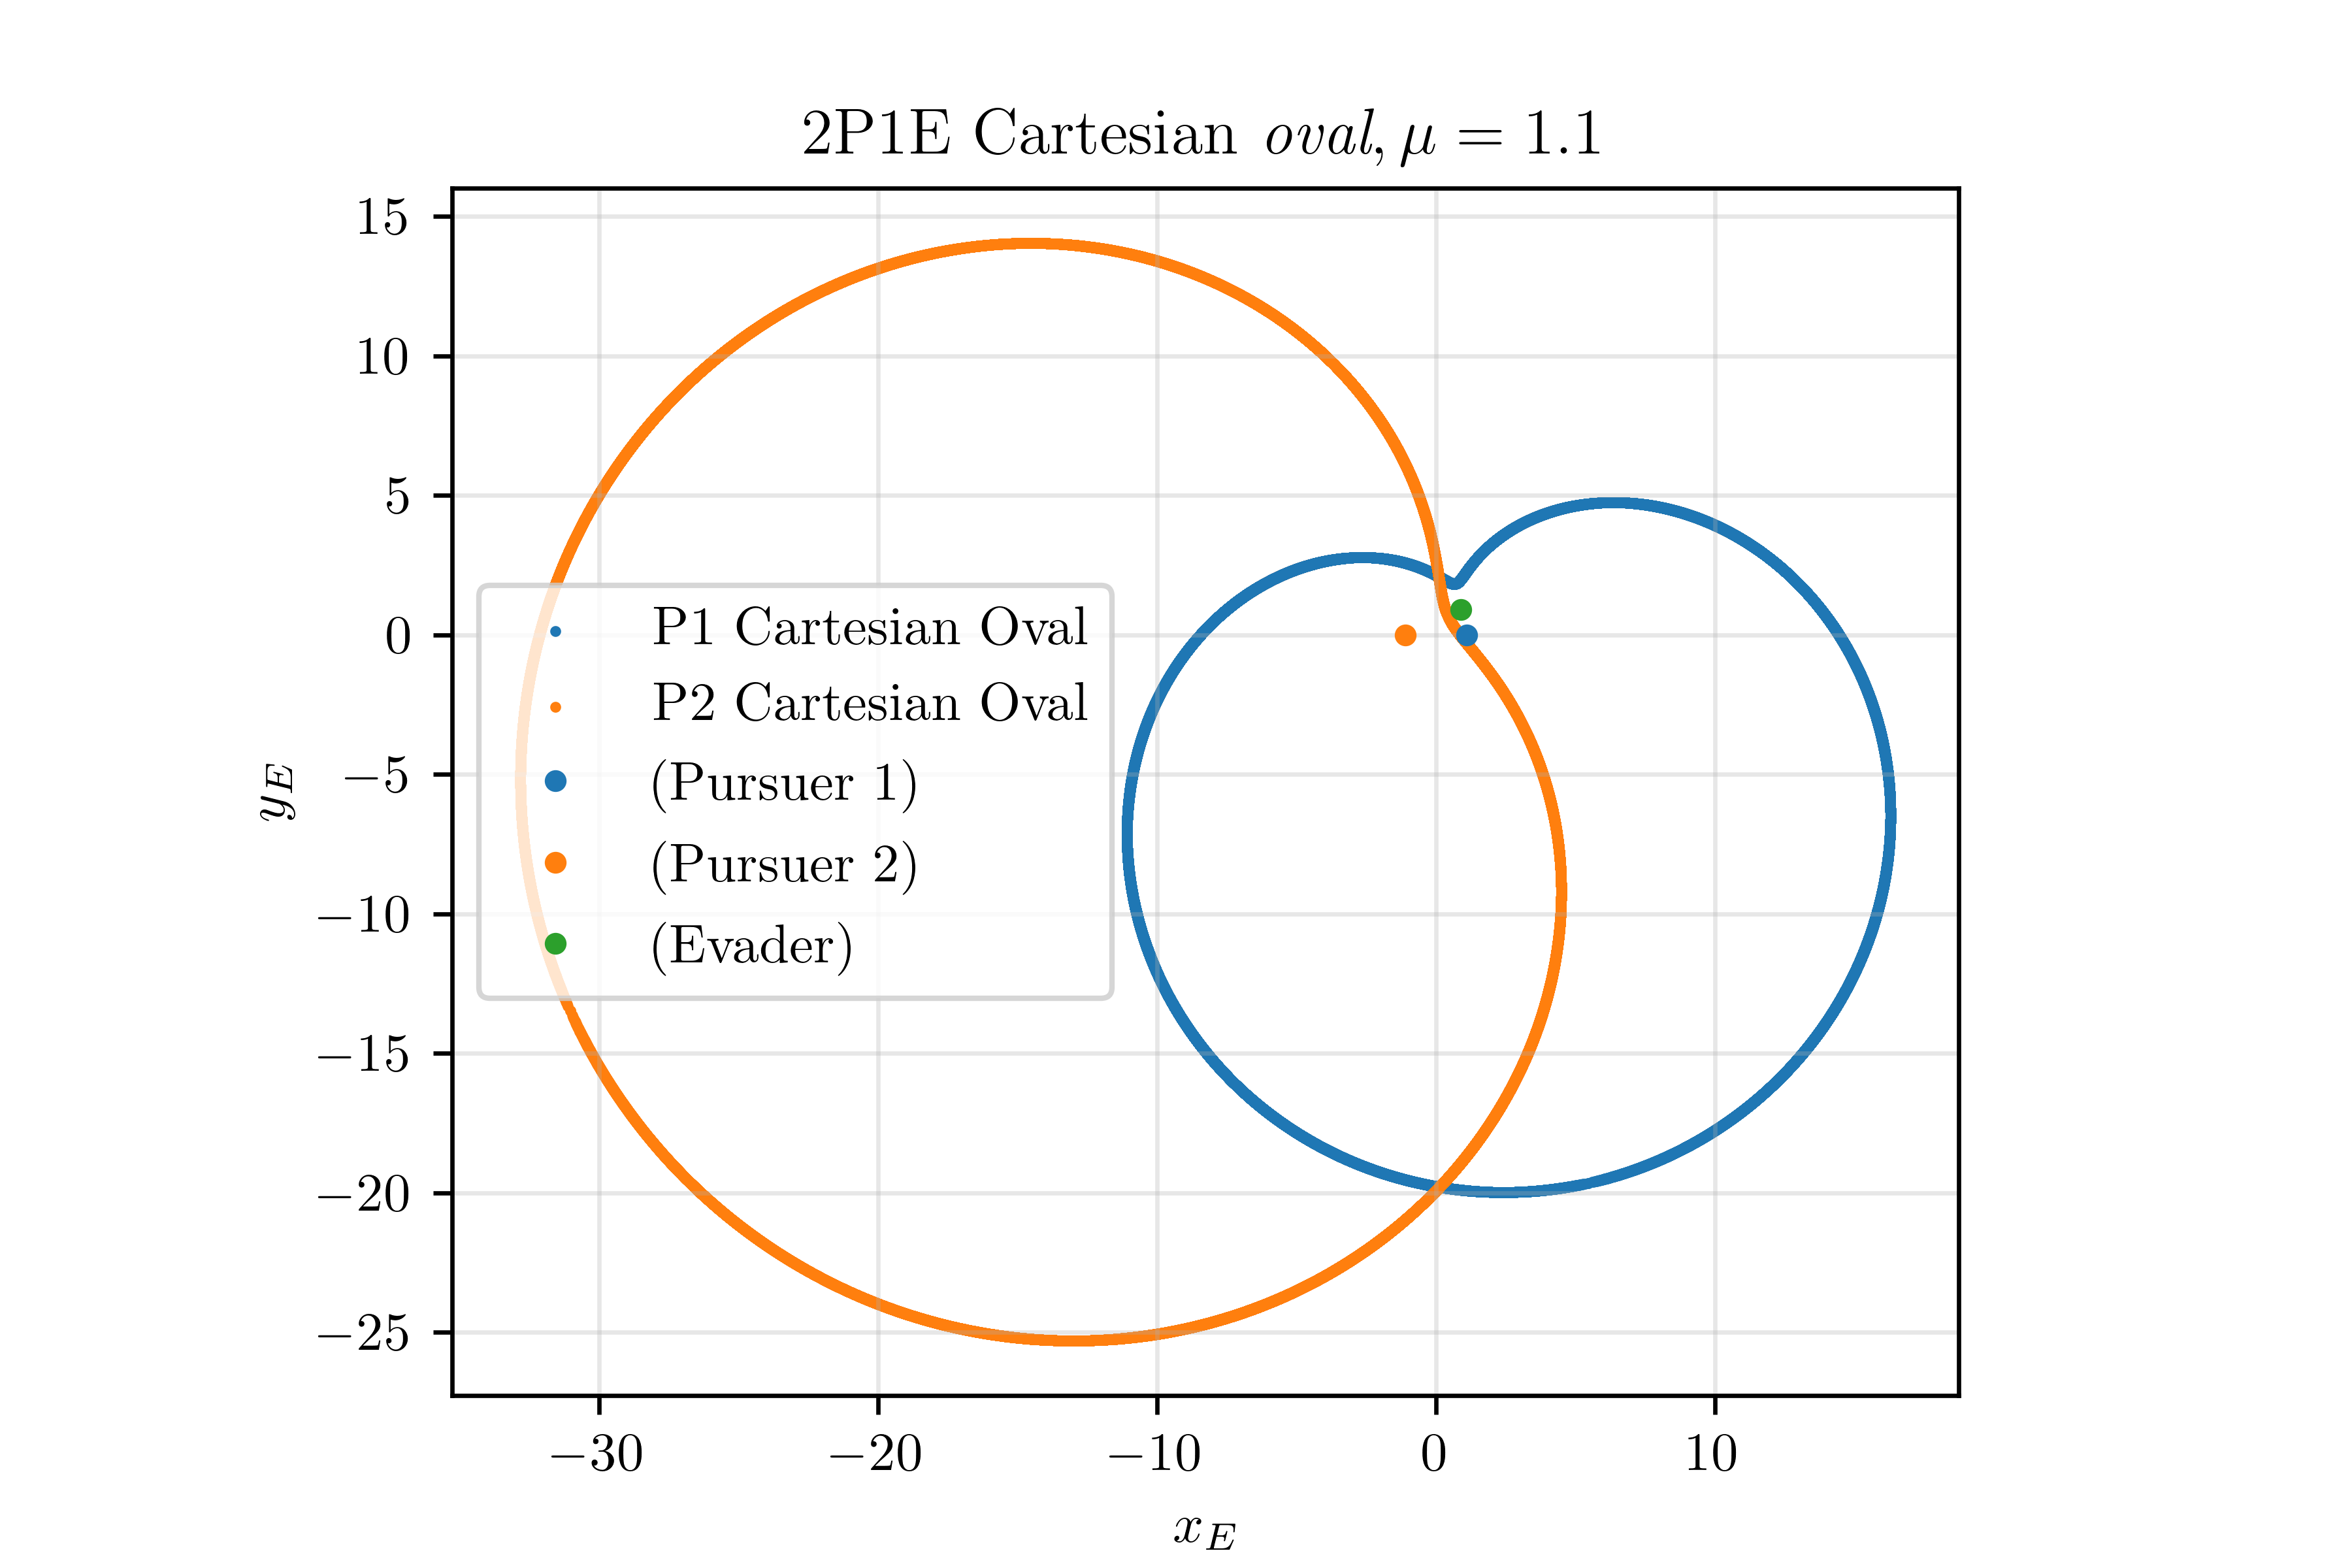 2P1E Cartesian oval, μ = 1.1
15
10
5
0
−5
−10
−15
−20
−25
y_E
P1 Cartesian Oval
P2 Cartesian Oval
(Pursuer 1)
(Pursuer 2)
(Evader)
−30 −20 −10 0 10
x_E